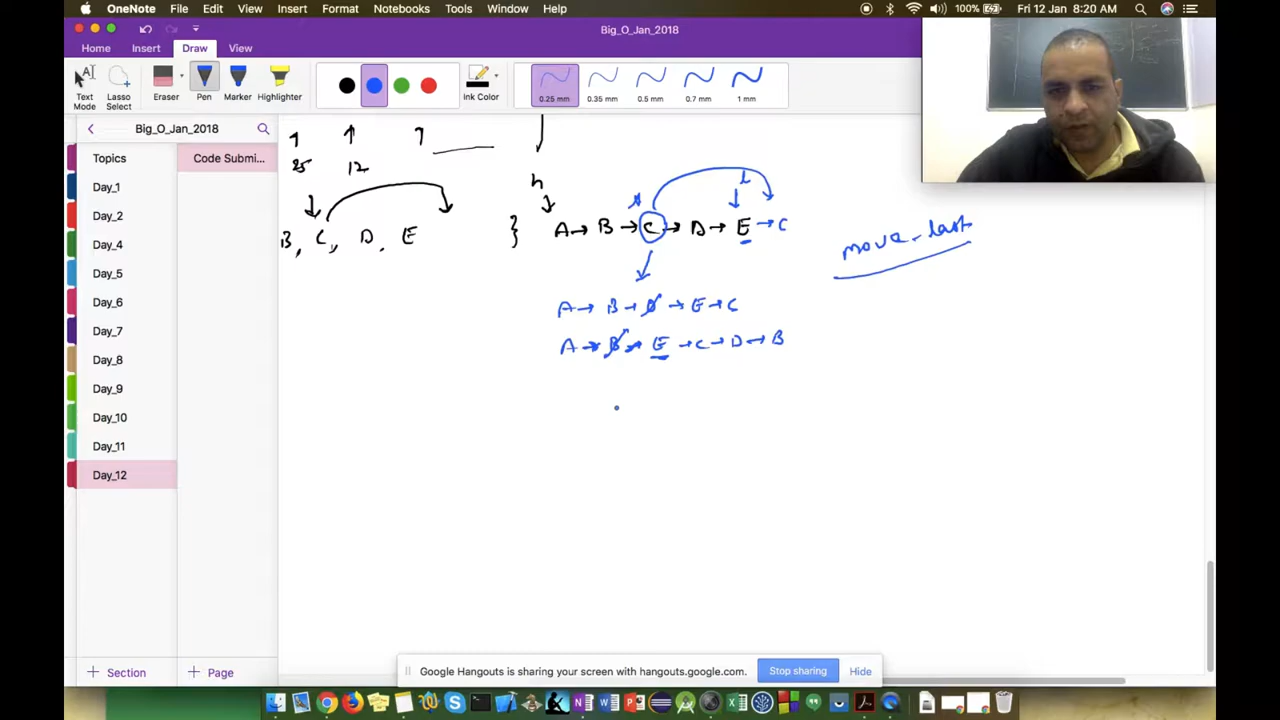 OneNote File Edit View Insert Format Notebooks Tools Window Help 100% Fri 12 Jan 8:20 AM
Big_O_Jan_2018
Home Insert Draw View
Text Mode Lasso Select Eraser Pen Marker Highlighter Ink Color 0.25 mm 0.35 mm 0.5 mm 0.7 mm 1 mm
Big_O_Jan_2018
Topics
Code Submi...
Day_1
Day_2
Day_4
Day_5
Day_6
Day_7
Day_8
Day_9
Day_10
Day_11
Day_12
25 12
B, C, D, E
h
l
} A → B → C → D → E → C
move_last
A → B → D → E → C
A → B → E → C → D → B
+ Section + Page
Google Hangouts is sharing your screen with hangouts.google.com. Stop sharing Hide